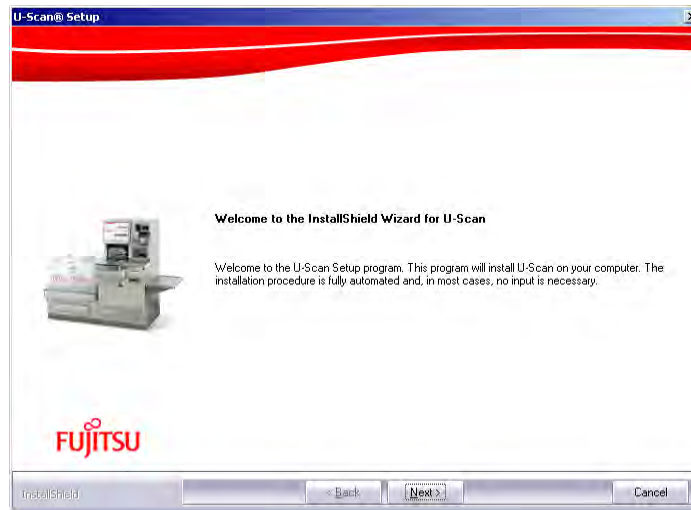 U-Scan® Setup
Welcome to the InstallShield Wizard for U-Scan
Welcome to the U-Scan Setup program. This program will install U-Scan on your computer. The
installation procedure is fully automated and, in most cases, no input is necessary.
FUJITSU
InstallShield
< Back Next > Cancel